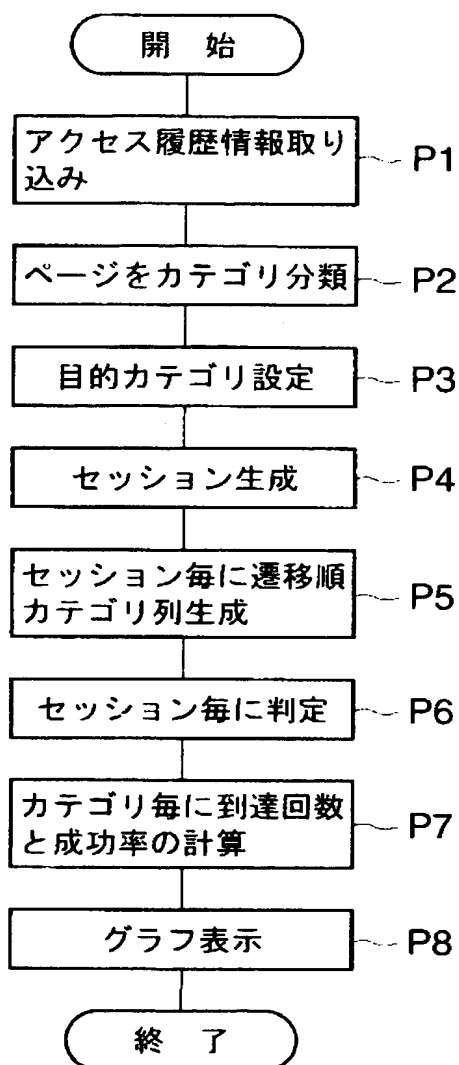 開 始
アクセス履歴情報取り
込み
P1
ページをカテゴリ分類
P2
目的カテゴリ設定
P3
セッション生成
P4
セッション毎に遷移順
カテゴリ列生成
P5
セッション毎に判定
P6
カテゴリ毎に到達回数
と成功率の計算
P7
グラフ表示
P8
終 了